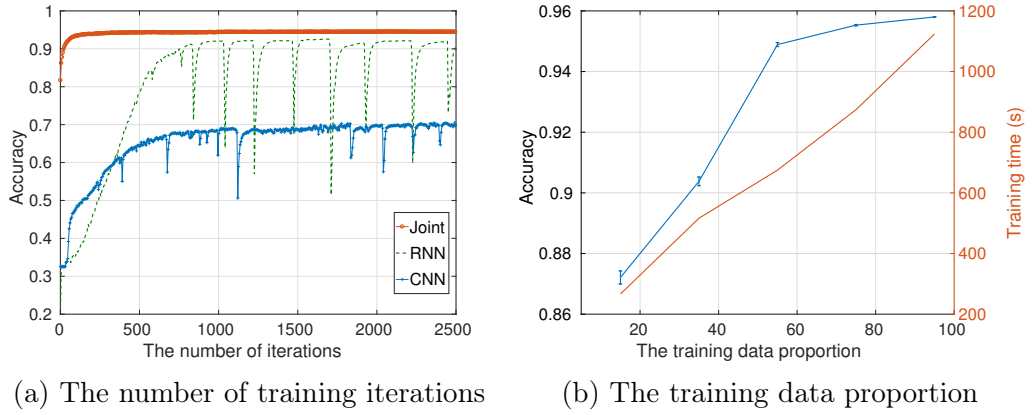 1
0.9
0.8
0.7
0.6
0.5
0.4
0.3
0.2
Accuracy
Joint
RNN
CNN
0 500 1000 1500 2000 2500
The number of iterations
(a) The number of training iterations
0.96
0.94
0.92
0.9
0.88
0.86
Accuracy
1200
1000
800
600
400
200
Training time (s)
20 40 60 80 100
The training data proportion
(b) The training data proportion